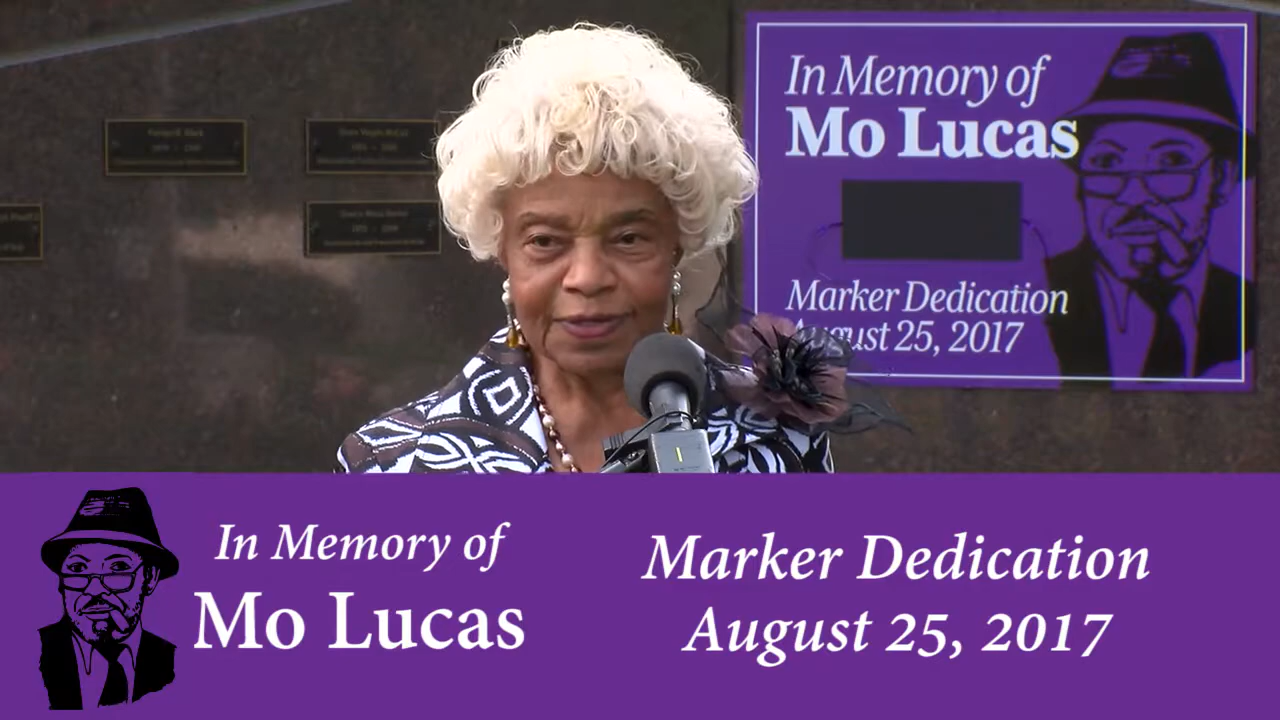 In Memory of
Mo Lucas
Marker Dedication
August 25, 2017
In Memory of
Mo Lucas
Marker Dedication
August 25, 2017